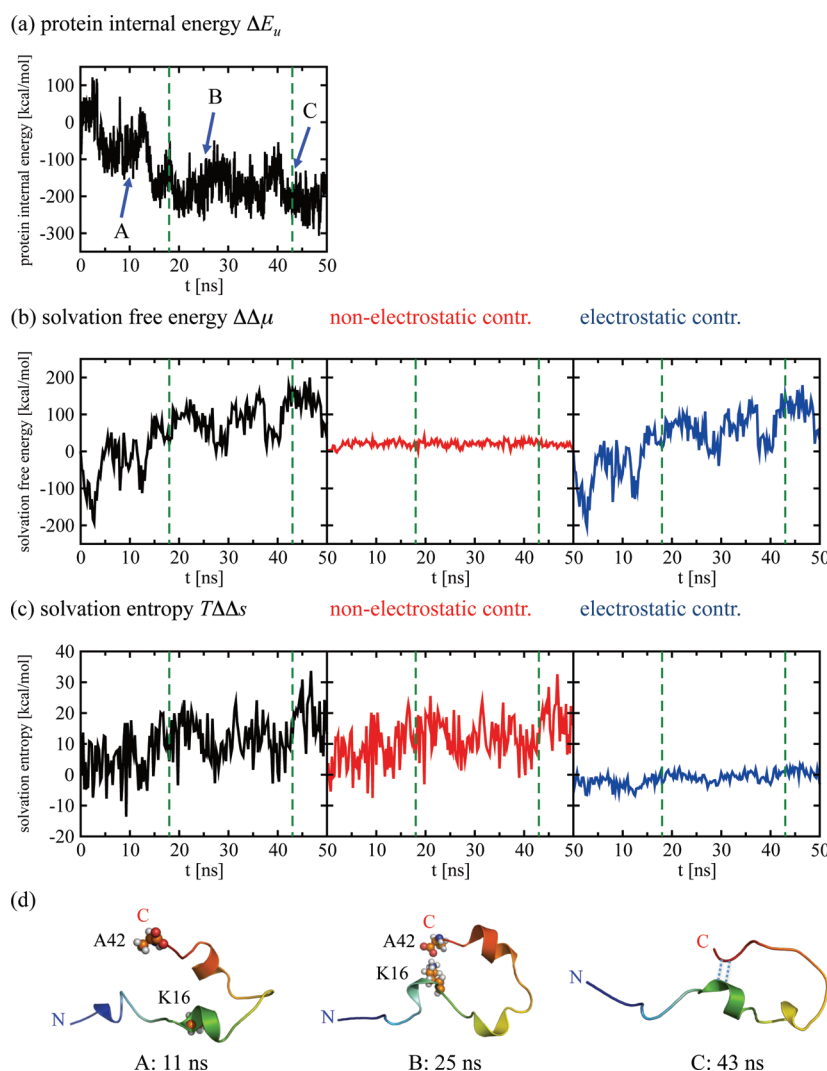 (a) protein internal energy ΔE_u
protein internal energy [kcal/mol]
100
0
-100
-200
-300
A
B
C
0 10 20 30 40 50
t [ns]
(b) solvation free energy ΔΔμ non-electrostatic contr. electrostatic contr.
solvation free energy [kcal/mol]
200
100
0
-100
-200
0 10 20 30 40 50 10 20 30 40 50 10 20 30 40 50
t [ns] t [ns] t [ns]
(c) solvation entropy TΔΔs non-electrostatic contr. electrostatic contr.
solvation entropy [kcal/mol]
40
30
20
10
0
-10
-20
0 10 20 30 40 50 10 20 30 40 50 10 20 30 40 50
t [ns] t [ns] t [ns]
(d)
C
A42
K16
N
A: 11 ns
C
A42
K16
N
B: 25 ns
C
N
C: 43 ns